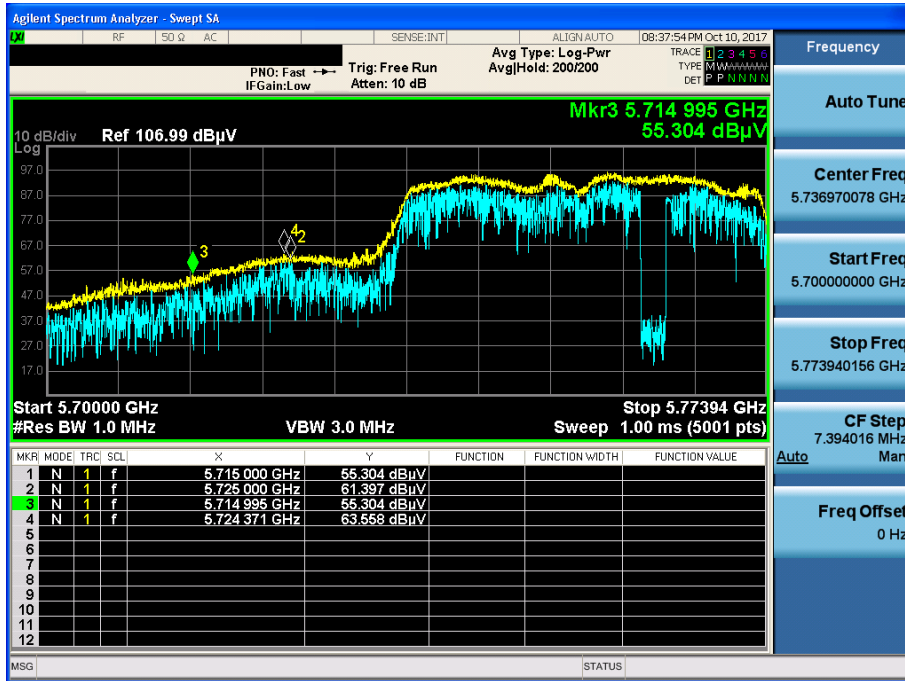 Agilent Spectrum Analyzer - Swept SA
LXI RF 50 Ω AC SENSE:INT ALIGNAUTO 08:37:54 PM Oct 10, 2017
PNO: Fast
IFGain:Low
Trig: Free Run
Atten: 10 dB
Avg Type: Log-Pwr
Avg|Hold: 200/200
TRACE 1 2 3 4 5 6
TYPE M W
DET P P N N N N
Mkr3 5.714 995 GHz
55.304 dBµV
10 dB/div Ref 106.99 dBµV
Log
97.0
87.0
77.0
67.0
57.0
47.0
37.0
27.0
17.0
3
4
2
Start 5.70000 GHz Stop 5.77394 GHz
#Res BW 1.0 MHz VBW 3.0 MHz Sweep 1.00 ms (5001 pts)
MKR MODE TRC SCL X Y FUNCTION FUNCTION WIDTH FUNCTION VALUE
1 N 1 f 5.715 000 GHz 55.304 dBµV
2 N 1 f 5.725 000 GHz 61.397 dBµV
3 N 1 f 5.714 995 GHz 55.304 dBµV
4 N 1 f 5.724 371 GHz 63.558 dBµV
5
6
7
8
9
10
11
12
MSG STATUS
Frequency
Auto Tune
Center Freq
5.736970078 GHz
Start Freq
5.700000000 GHz
Stop Freq
5.773940156 GHz
CF Step
7.394016 MHz
Auto Man
Freq Offset
0 Hz